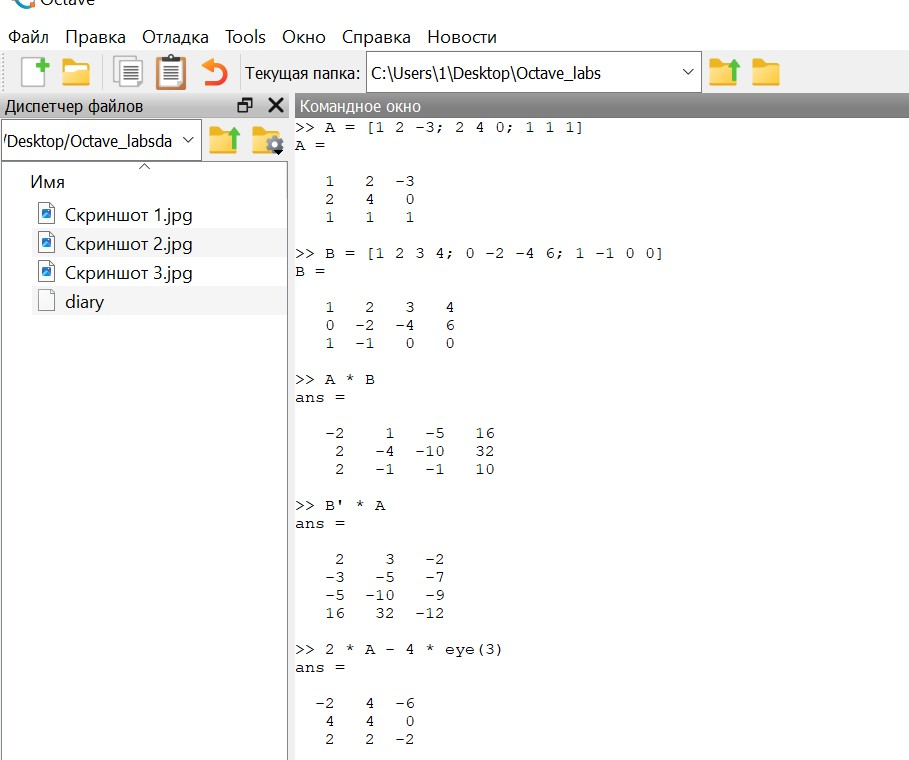 Octave
Файл Правка Отладка Tools Окно Справка Новости
Текущая папка: C:\Users\1\Desktop\Octave_labs
Диспетчер файлов
/Desktop/Octave_labsda
Имя
Скриншот 1.jpg
Скриншот 2.jpg
Скриншот 3.jpg
diary
Командное окно
>> A = [1 2 -3; 2 4 0; 1 1 1]
A =
1 2 -3
2 4 0
1 1 1
>> B = [1 2 3 4; 0 -2 -4 6; 1 -1 0 0]
B =
1 2 3 4
0 -2 -4 6
1 -1 0 0
>> A * B
ans =
-2 1 -5 16
2 -4 -10 32
2 -1 -1 10
>> B' * A
ans =
2 3 -2
-3 -5 -7
-5 -10 -9
16 32 -12
>> 2 * A - 4 * eye(3)
ans =
-2 4 -6
4 4 0
2 2 -2